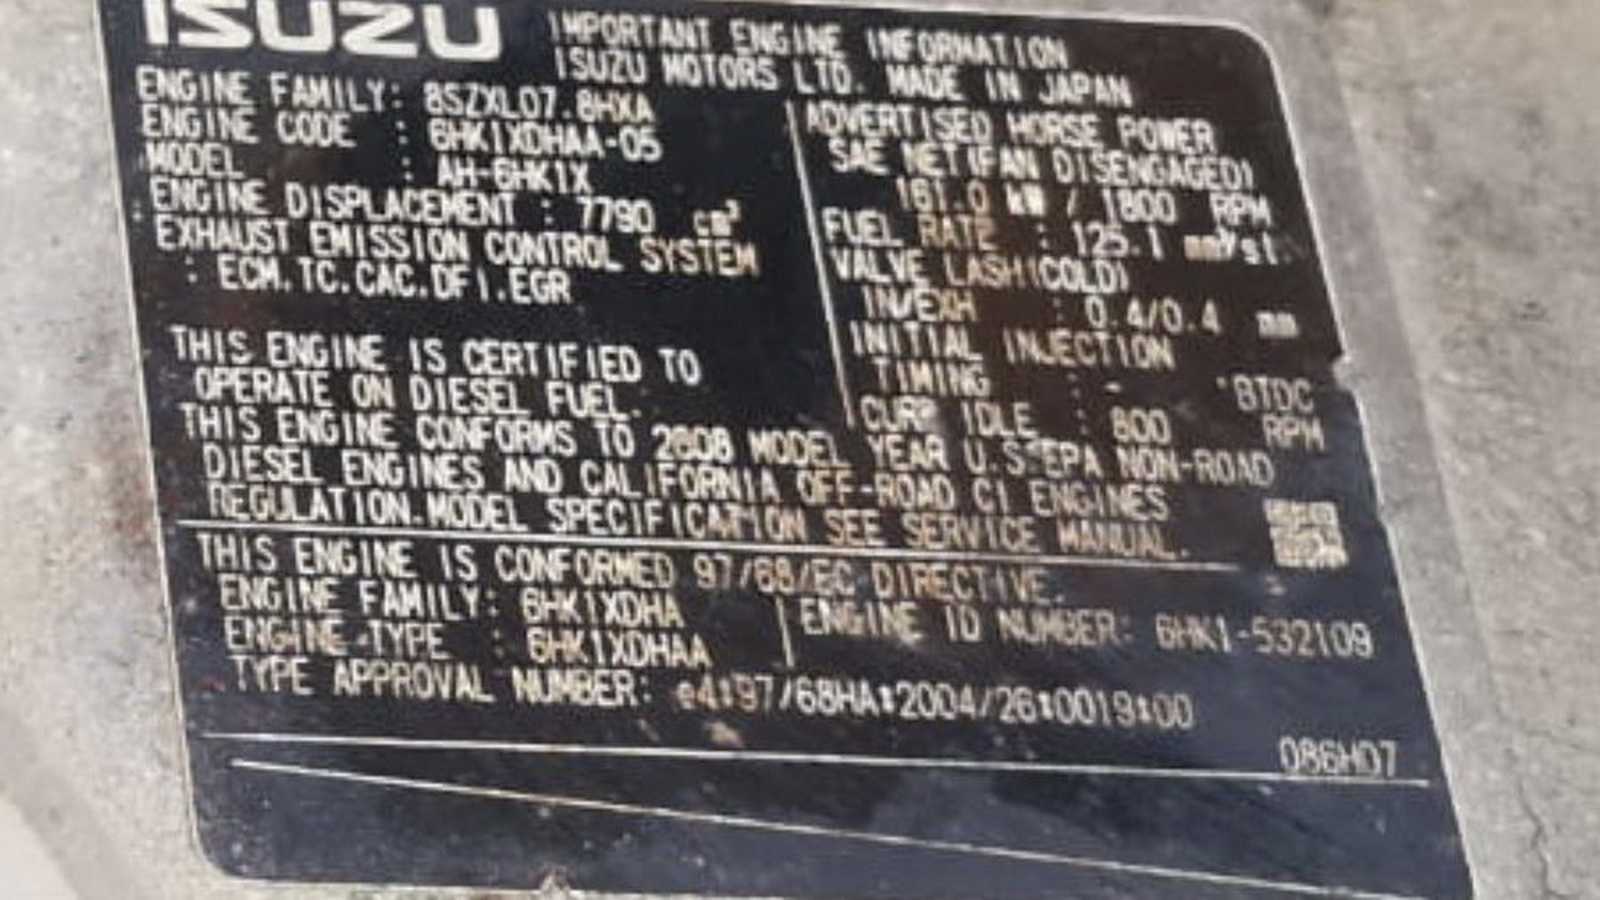 ISUZU
IMPORTANT ENGINE INFORMATION
ISUZU MOTORS LTD. MADE IN JAPAN
ENGINE FAMILY: 8SZXL07.8HXA
ENGINE CODE : 6HK1XDHAA-05
MODEL : AH-6HK1X
ENGINE DISPLACEMENT : 7790 cm³
EXHAUST EMISSION CONTROL SYSTEM
: ECM.TC.CAC.DFI.EGR
ADVERTISED HORSE POWER
SAE NET(FAN DISENGAGED)
161.0 kW / 1800 RPM
FUEL RATE : 125.1 mm³/st
VALVE LASH(COLD)
IN/EXH : 0.4/0.4 mm
INITIAL INJECTION
TIMING : - °BTDC
CURB IDLE : 800 RPM
THIS ENGINE IS CERTIFIED TO
OPERATE ON DIESEL FUEL.
THIS ENGINE CONFORMS TO 2008 MODEL YEAR U.S EPA NON-ROAD
DIESEL ENGINES AND CALIFORNIA OFF-ROAD CI ENGINES
REGULATION.MODEL SPECIFICATION SEE SERVICE MANUAL.
THIS ENGINE IS CONFORMED 97/68/EC DIRECTIVE.
ENGINE FAMILY: 6HK1XDHA
ENGINE TYPE : 6HK1XDHAA
ENGINE ID NUMBER: 6HK1-532109
TYPE APPROVAL NUMBER: e4*97/68HA*2004/26*0019*00
086H07